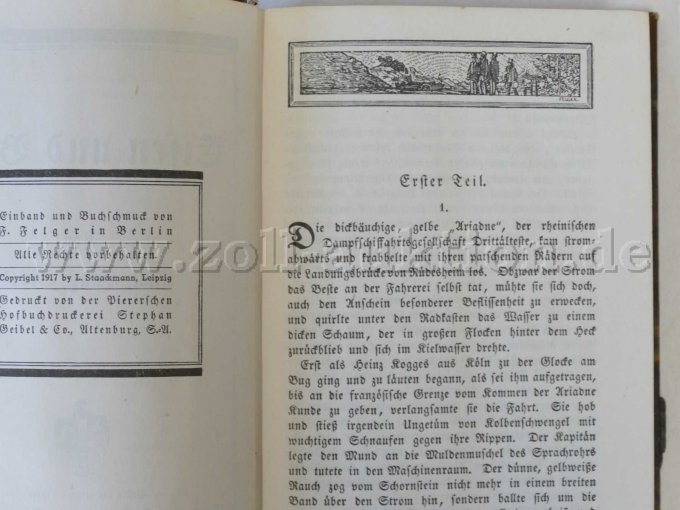 Einband und Buchschmuck von
F. Felger in Berlin
Alle Rechte vorbehalten
Copyright 1917 by L. Staackmann, Leipzig
Gedruckt von der Piererschen
Hofbuchdruckerei Stephan
Geibel & Co., Altenburg, S.-A.
FELGER
Erster Teil.
1.
Die dickbäuchige gelbe „Ariadne“, der rheinischen
Dampfschiffahrtsgesellschaft Drittälteste, kam strom-
abwärts und krabbelte mit ihren patschenden Rädern auf
die Landungsbrücke von Rüdesheim los. Obzwar der Strom
das Beste an der Fahrerei selbst tat, mühte sie sich doch,
auch den Anschein besonderer Beflissenheit zu erwecken,
und quirlte unter den Radkasten das Wasser zu einem
dicken Schaum, der in großen Flocken hinter dem Heck
zurückblieb und sich im Kielwasser drehte.
Erst als Heinz Kogges aus Köln zu der Glocke am
Bug ging und zu läuten begann, als sei ihm aufgetragen,
bis an die französische Grenze vom Kommen der Ariadne
Kunde zu geben, verlangsamte sie die Fahrt. Sie hob
und stieß irgendein Ungetüm von Kolbenschwengel mit
wuchtigem Schnaufen gegen ihre Rippen. Der Kapitän
legte den Mund an die Muldenmuschel des Sprachrohrs
und tutete in den Maschinenraum. Der dünne, gelbweiße
Rauch zog vom Schornstein nicht mehr in einem breiten
Band über den Strom hin, sondern ballte sich um die